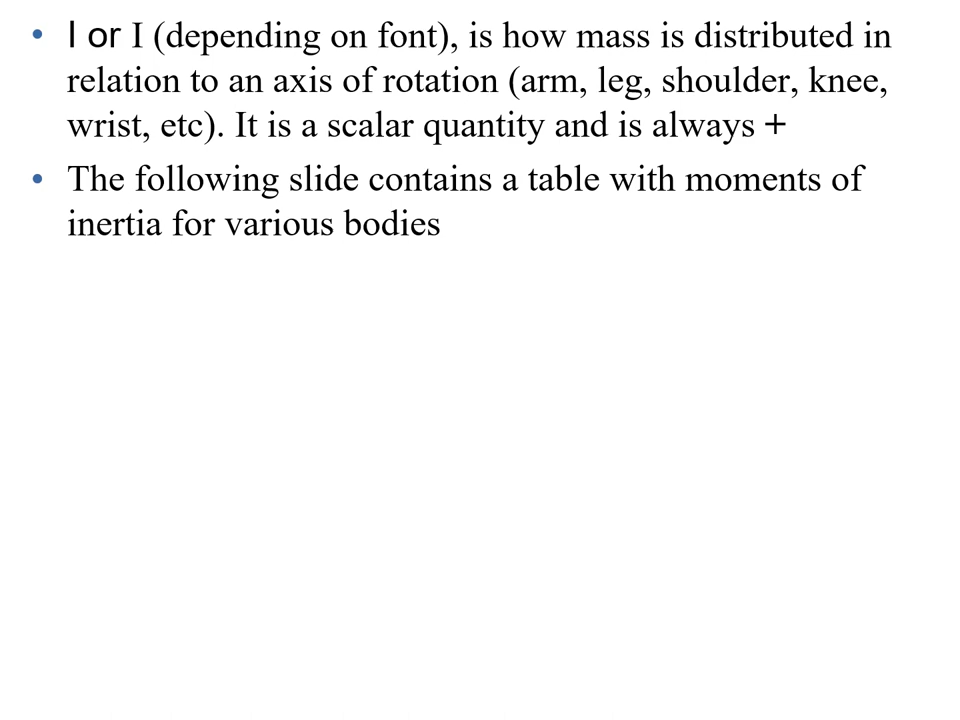 • I or I (depending on font), is how mass is distributed in
relation to an axis of rotation (arm, leg, shoulder, knee,
wrist, etc). It is a scalar quantity and is always +
• The following slide contains a table with moments of
inertia for various bodies